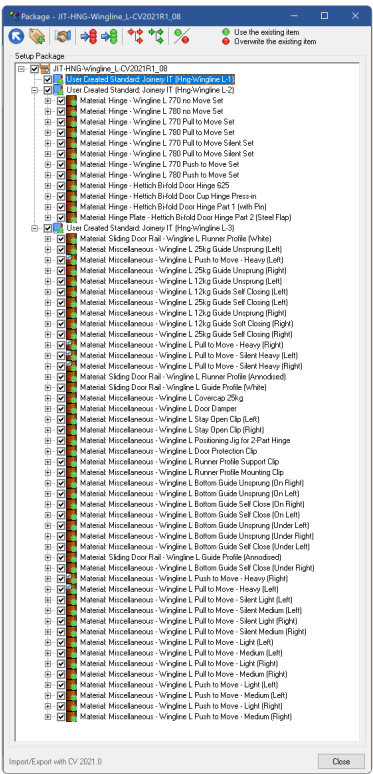 Package - JIT-HNG-Wingline_L-CV2021R1_08
Use the existing item
Overwrite the existing item
Setup Package
JIT-HNG-Wingline_L-CV2021R1_08
User Created Standard: Joinery IT (Hng-Wingline L-1)
User Created Standard: Joinery IT (Hng-Wingline L-2)
Material: Hinge - Wingline L 770 no Move Set
Material: Hinge - Wingline L 780 no Move Set
Material: Hinge - Wingline L 770 Pull to Move Set
Material: Hinge - Wingline L 780 Pull to Move Set
Material: Hinge - Wingline L 770 Pull to Move Silent Set
Material: Hinge - Wingline L 780 Pull to Move Silent Set
Material: Hinge - Wingline L 770 Push to Move Set
Material: Hinge - Wingline L 780 Push to Move Set
Material: Hinge - Hettich Bi-fold Door Hinge 625
Material: Hinge - Hettich Bi-fold Door Cup Hinge Press-in
Material: Hinge - Hettich Bi-fold Door Hinge Part 1 (with Pin)
Material: Hinge Plate - Hettich Bi-fold Door Hinge Part 2 (Steel Flap)
User Created Standard: Joinery IT (Hng-Wingline L-3)
Material: Sliding Door Rail - Wingline L Runner Profile (White)
Material: Miscellaneous - Wingline L 25kg Guide Unsprung (Left)
Material: Miscellaneous - Wingline L Push to Move - Heavy (Left)
Material: Miscellaneous - Wingline L 25kg Guide Unsprung (Right)
Material: Miscellaneous - Wingline L 12kg Guide Unsprung (Left)
Material: Miscellaneous - Wingline L 12kg Guide Self Closing (Left)
Material: Miscellaneous - Wingline L 25kg Guide Self Closing (Left)
Material: Miscellaneous - Wingline L 12kg Guide Unsprung (Right)
Material: Miscellaneous - Wingline L 12kg Guide Soft Closing (Right)
Material: Miscellaneous - Wingline L 25kg Guide Self Closing (Right)
Material: Miscellaneous - Wingline L Pull to Move - Heavy (Right)
Material: Miscellaneous - Wingline L Pull to Move - Silent Heavy (Left)
Material: Miscellaneous - Wingline L Pull to Move - Silent Heavy (Right)
Material: Sliding Door Rail - Wingline L Runner Profile (Annodised)
Material: Sliding Door Rail - Wingline L Guide Profile (White)
Material: Miscellaneous - Wingline L Covercap 25kg
Material: Miscellaneous - Wingline L Door Damper
Material: Miscellaneous - Wingline L Stay Open Clip (Left)
Material: Miscellaneous - Wingline L Stay Open Clip (Right)
Material: Miscellaneous - Wingline L Positioning Jig for 2-Part Hinge
Material: Miscellaneous - Wingline L Door Protection Clip
Material: Miscellaneous - Wingline L Runner Profile Support Clip
Material: Miscellaneous - Wingline L Runner Profile Mounting Clip
Material: Miscellaneous - Wingline L Bottom Guide Unsprung (On Right)
Material: Miscellaneous - Wingline L Bottom Guide Unsprung (On Left)
Material: Miscellaneous - Wingline L Bottom Guide Self Close (On Right)
Material: Miscellaneous - Wingline L Bottom Guide Self Close (On Left)
Material: Miscellaneous - Wingline L Bottom Guide Unsprung (Under Left)
Material: Miscellaneous - Wingline L Bottom Guide Unsprung (Under Right)
Material: Miscellaneous - Wingline L Bottom Guide Self Close (Under Left)
Material: Sliding Door Rail - Wingline L Guide Profile (Annodised)
Material: Miscellaneous - Wingline L Bottom Guide Self Close (Under Right)
Material: Miscellaneous - Wingline L Push to Move - Heavy (Right)
Material: Miscellaneous - Wingline L Pull to Move - Heavy (Left)
Material: Miscellaneous - Wingline L Pull to Move - Silent Light (Left)
Material: Miscellaneous - Wingline L Pull to Move - Silent Medium (Left)
Material: Miscellaneous - Wingline L Pull to Move - Silent Light (Right)
Material: Miscellaneous - Wingline L Pull to Move - Silent Medium (Right)
Material: Miscellaneous - Wingline L Pull to Move - Light (Left)
Material: Miscellaneous - Wingline L Pull to Move - Medium (Left)
Material: Miscellaneous - Wingline L Pull to Move - Light (Right)
Material: Miscellaneous - Wingline L Pull to Move - Medium (Right)
Material: Miscellaneous - Wingline L Push to Move - Light (Left)
Material: Miscellaneous - Wingline L Push to Move - Medium (Left)
Material: Miscellaneous - Wingline L Push to Move - Light (Right)
Material: Miscellaneous - Wingline L Push to Move - Medium (Right)
Import/Export with CV 2021.0
Close